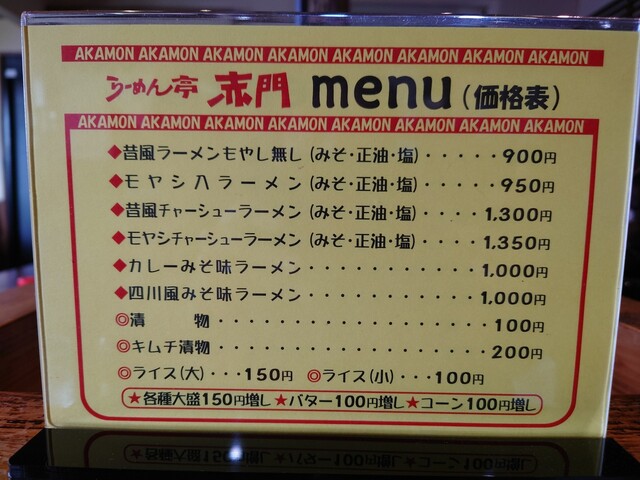 AKAMON AKAMON AKAMON AKAMON AKAMON AKAMON AKAMON AKAMON
らーめん亭 赤門 menu (価格表)
AKAMON AKAMON AKAMON AKAMON AKAMON AKAMON AKAMON AKAMON
◆昔風ラーメンもやし無し (みそ・正油・塩)・・・・・900円
◆モヤシ入ラーメン (みそ・正油・塩)・・・・・950円
◆昔風チャーシューラーメン (みそ・正油・塩)・・・・1,300円
◆モヤシチャーシューラーメン (みそ・正油・塩)・・・・1,350円
◆カレーみそ味ラーメン・・・・・・・・・・・1,000円
◆四川風みそ味ラーメン・・・・・・・・・・・1,000円
◎漬 物・・・・・・・・・・・・・・・・・・100円
◎キムチ漬物・・・・・・・・・・・・・・・・・200円
◎ライス(大)・・・150円 ◎ライス(小)・・・100円
★各種大盛150円増し★バター100円増し★コーン100円増し